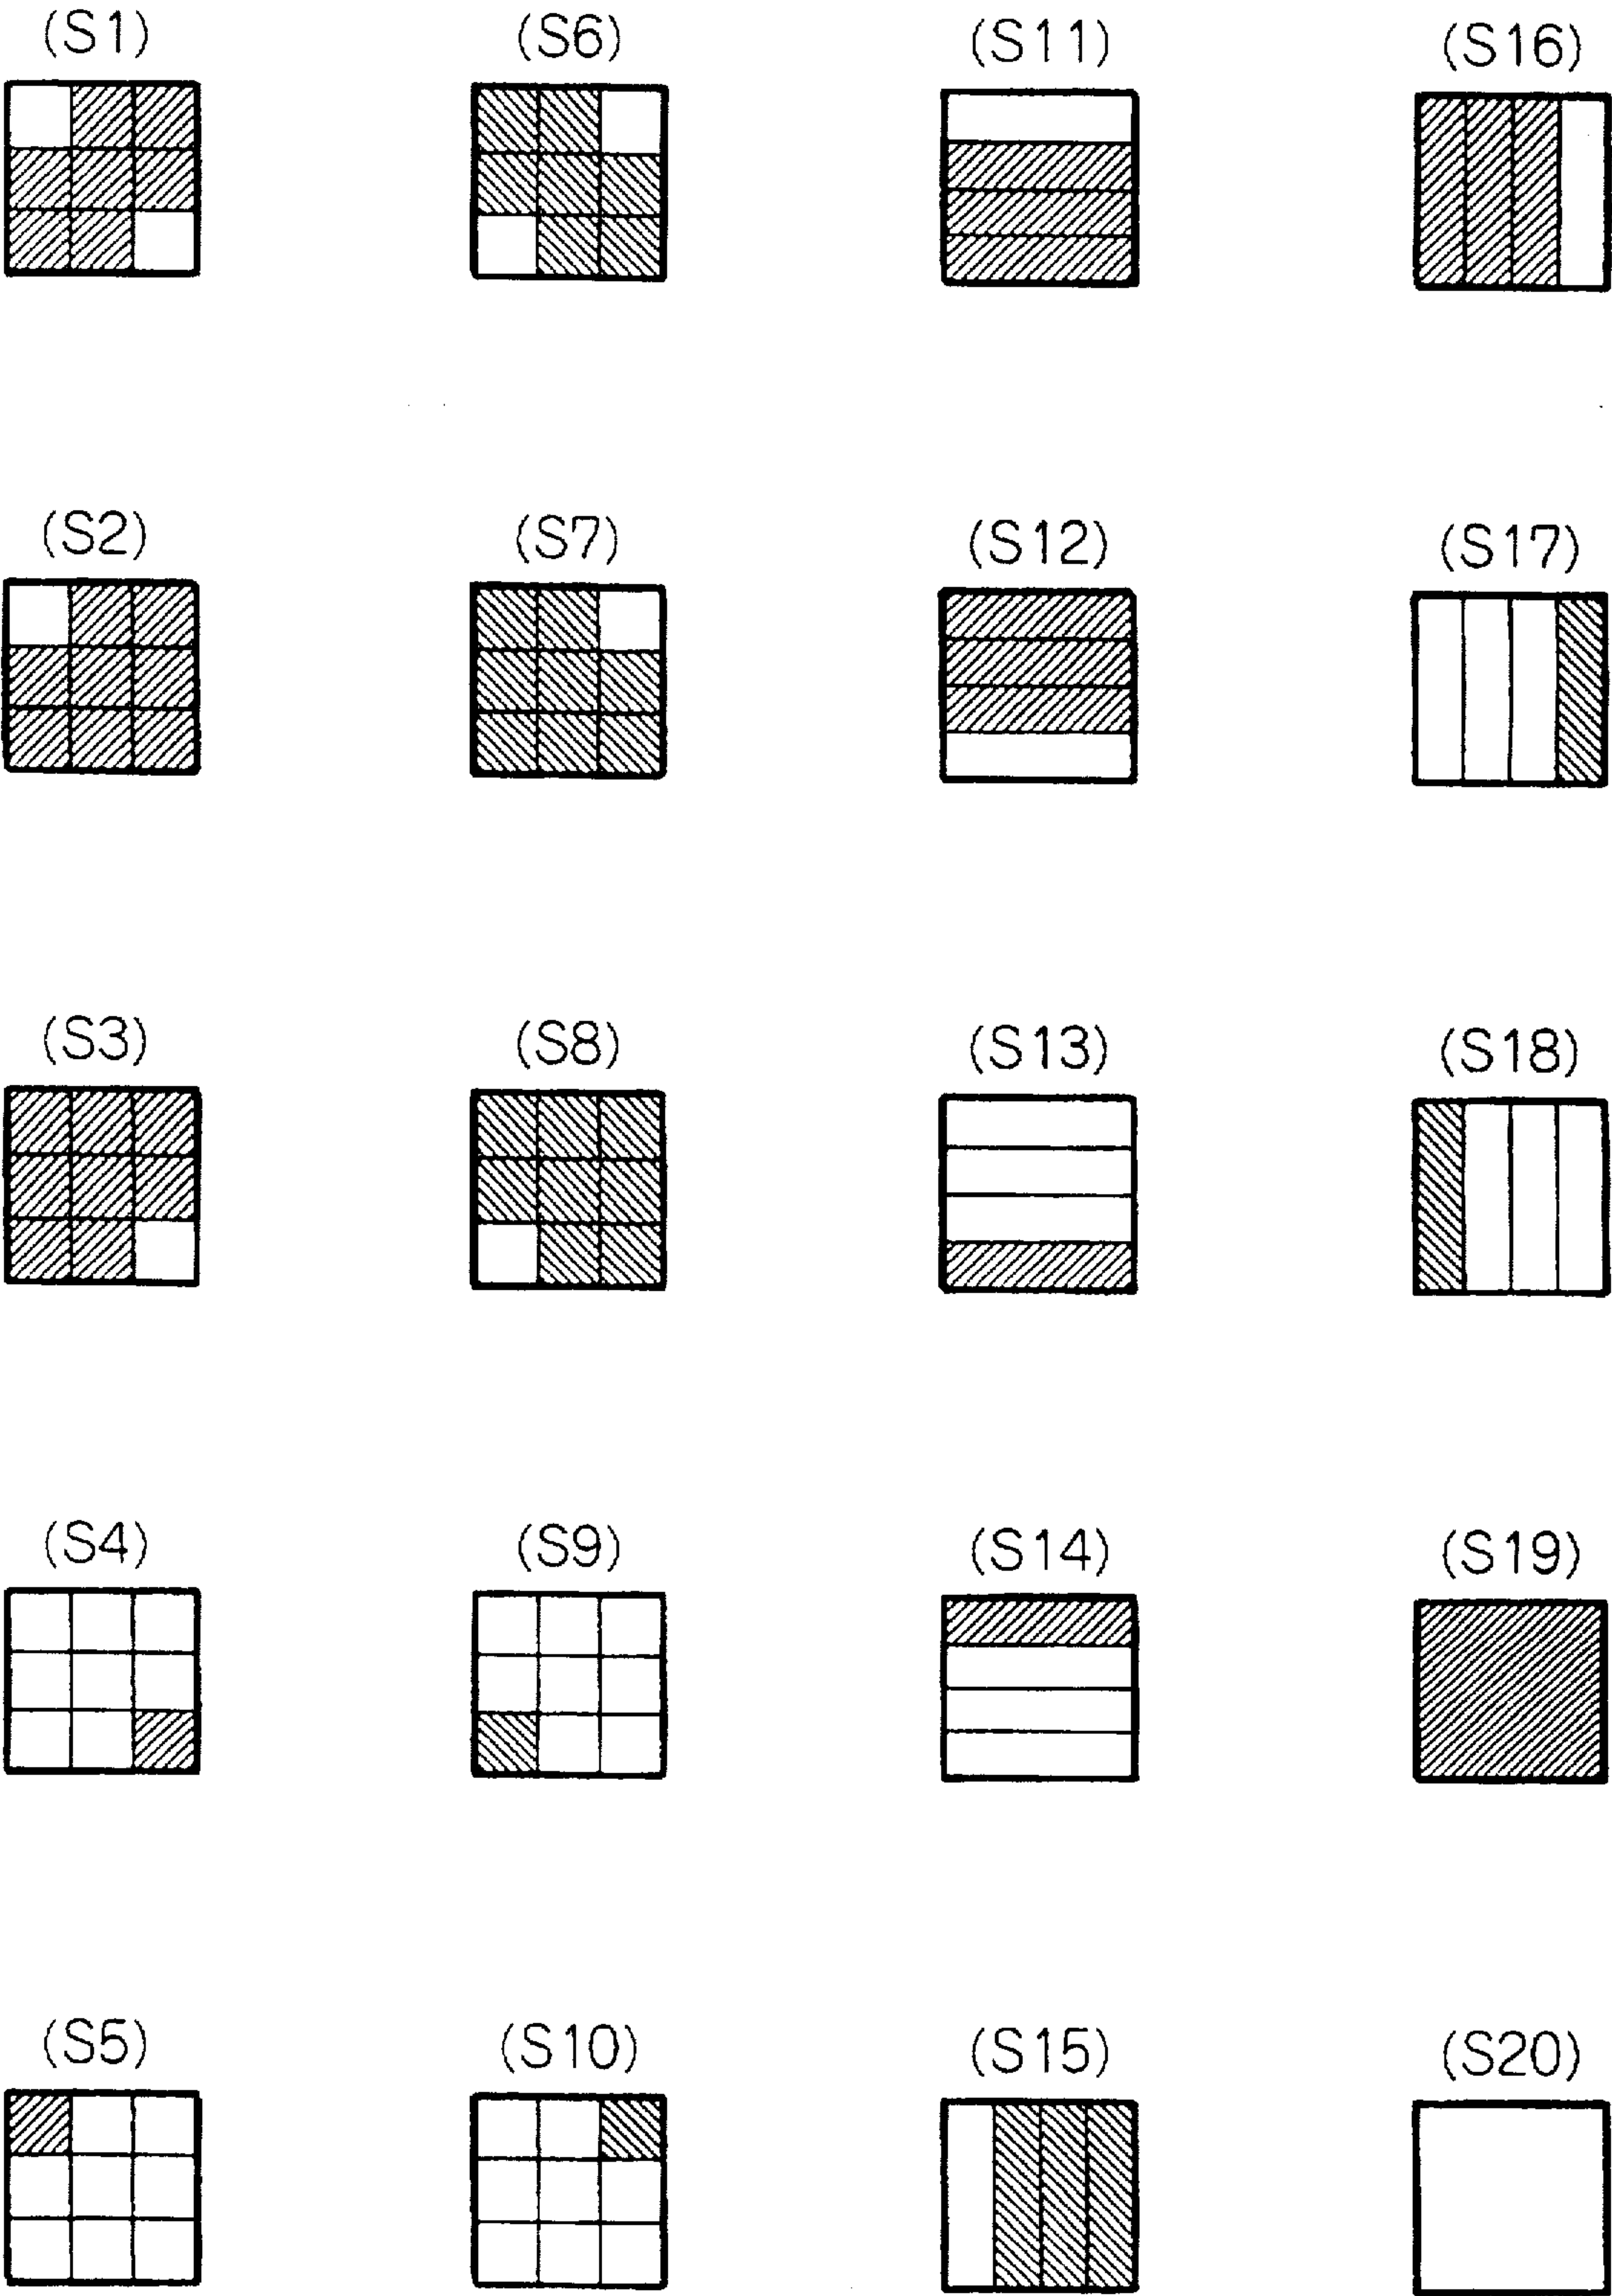 (S1) (S6) (S11) (S16)
(S2) (S7) (S12) (S17)
(S3) (S8) (S13) (S18)
(S4) (S9) (S14) (S19)
(S5) (S10) (S15) (S20)